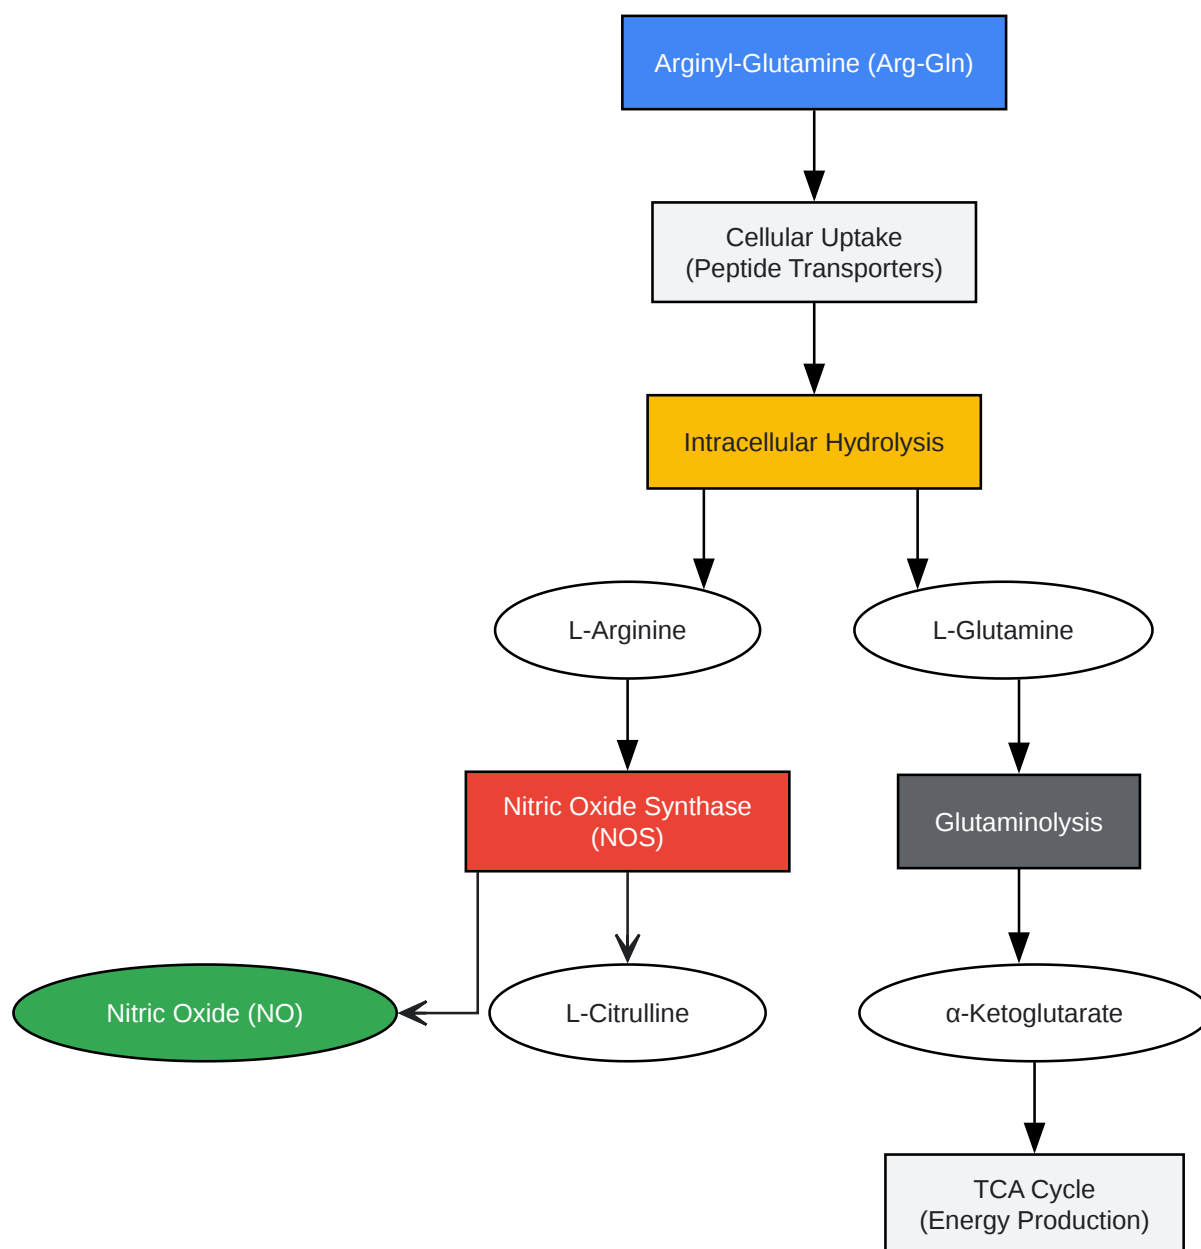 Arginyl-Glutamine (Arg-Gln)
Cellular Uptake
(Peptide Transporters)
Intracellular Hydrolysis
L-Arginine
L-Glutamine
Nitric Oxide Synthase
(NOS)
Glutaminolysis
Nitric Oxide (NO)
L-Citrulline
α-Ketoglutarate
TCA Cycle
(Energy Production)